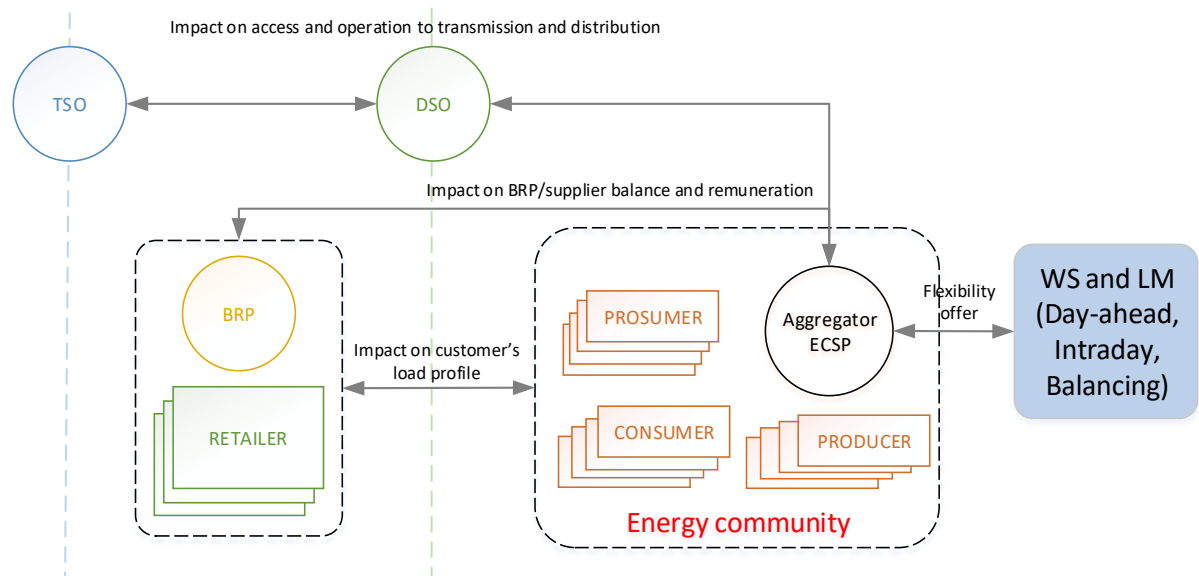 Impact on access and operation to transmission and distribution
TSO
DSO
Impact on BRP/supplier balance and remuneration
BRP
RETAILER
Impact on customer’s
load profile
PROSUMER
Aggregator
ECSP
CONSUMER
PRODUCER
Energy community
Flexibility
offer
WS and LM
(Day-ahead,
Intraday,
Balancing)